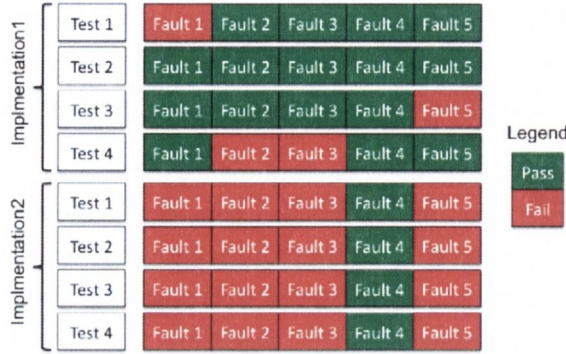 Implmentation1
Test 1 Fault 1 Fault 2 Fault 3 Fault 4 Fault 5
Test 2 Fault 1 Fault 2 Fault 3 Fault 4 Fault 5
Test 3 Fault 1 Fault 2 Fault 3 Fault 4 Fault 5
Test 4 Fault 1 Fault 2 Fault 3 Fault 4 Fault 5
Implmentation2
Test 1 Fault 1 Fault 2 Fault 3 Fault 4 Fault 5
Test 2 Fault 1 Fault 2 Fault 3 Fault 4 Fault 5
Test 3 Fault 1 Fault 2 Fault 3 Fault 4 Fault 5
Test 4 Fault 1 Fault 2 Fault 3 Fault 4 Fault 5
Legend
Pass
Fail